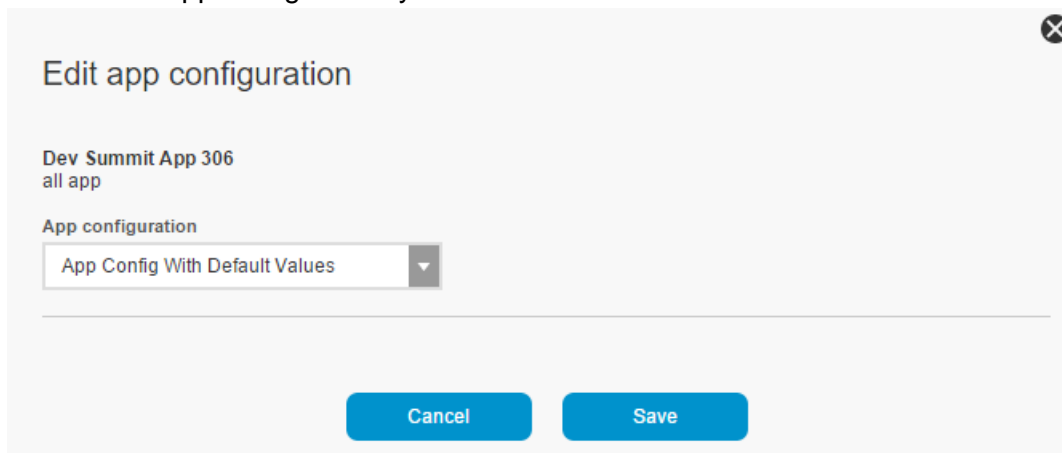 Edit app configuration
Dev Summit App 306
all app
App configuration
App Config With Default Values
Cancel Save